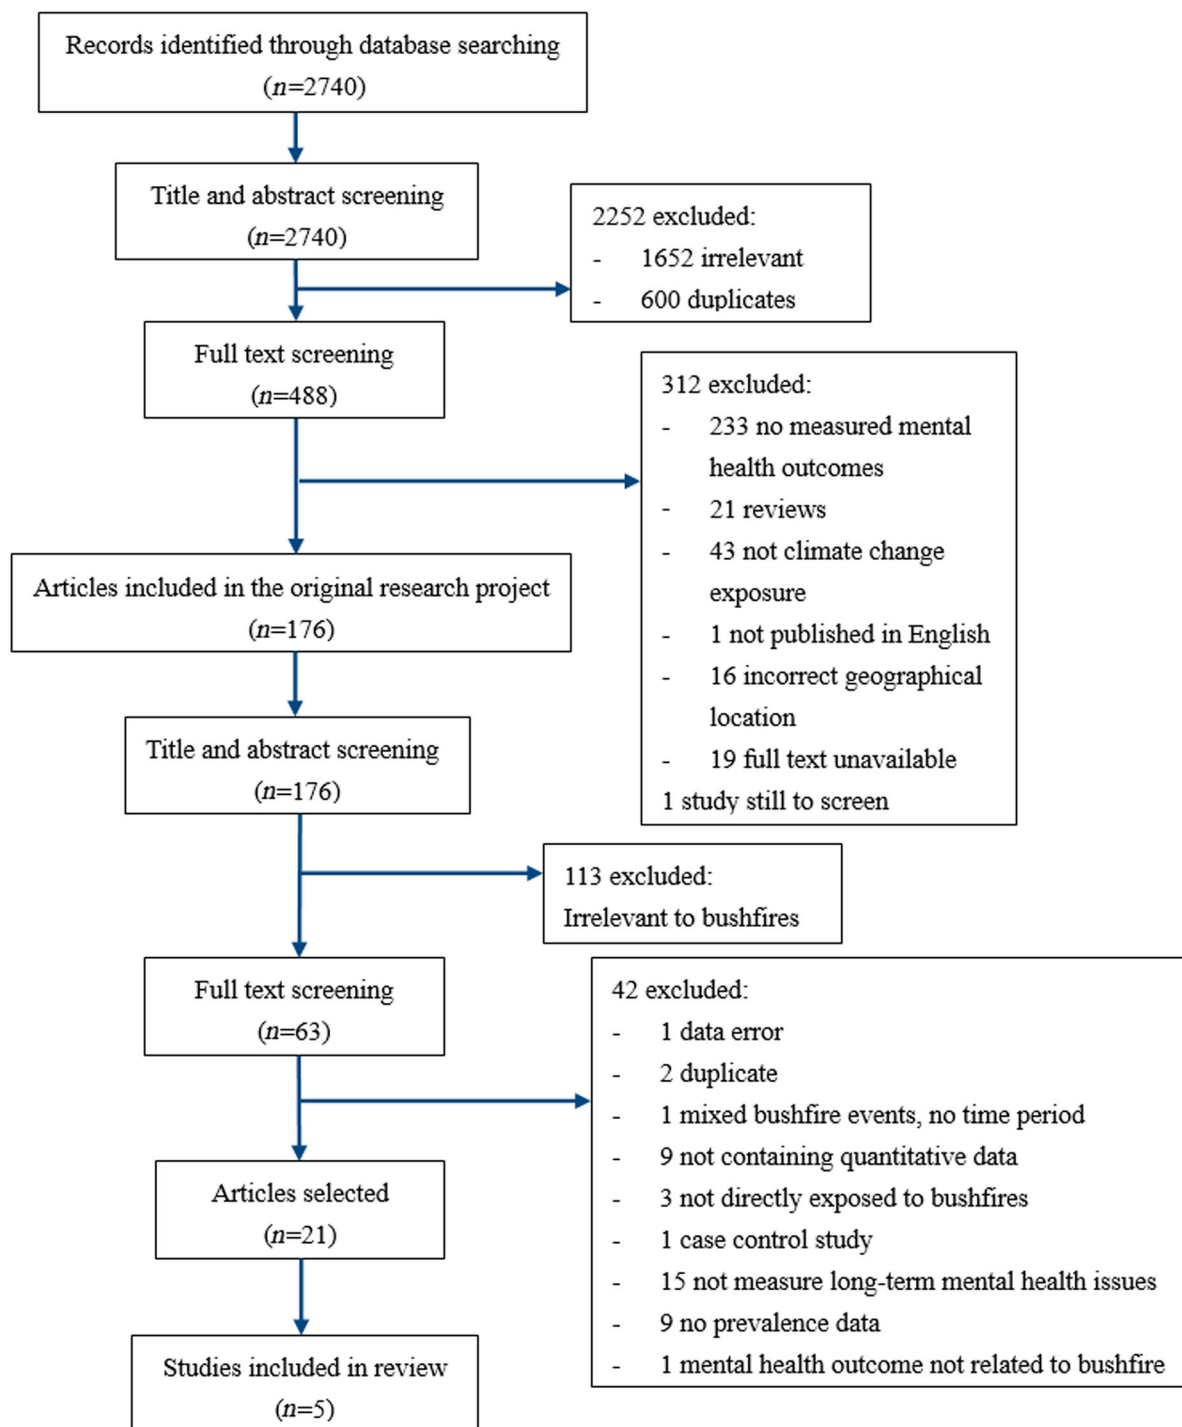 Records identified through database searching
(n=2740)
Title and abstract screening
(n=2740)
2252 excluded:
- 1652 irrelevant
- 600 duplicates
Full text screening
(n=488)
312 excluded:
- 233 no measured mental
health outcomes
- 21 reviews
- 43 not climate change
exposure
- 1 not published in English
- 16 incorrect geographical
location
- 19 full text unavailable
1 study still to screen
Articles included in the original research project
(n=176)
Title and abstract screening
(n=176)
113 excluded:
Irrelevant to bushfires
Full text screening
(n=63)
42 excluded:
- 1 data error
- 2 duplicate
- 1 mixed bushfire events, no time period
- 9 not containing quantitative data
- 3 not directly exposed to bushfires
- 1 case control study
- 15 not measure long-term mental health issues
- 9 no prevalence data
- 1 mental health outcome not related to bushfire
Articles selected
(n=21)
Studies included in review
(n=5)